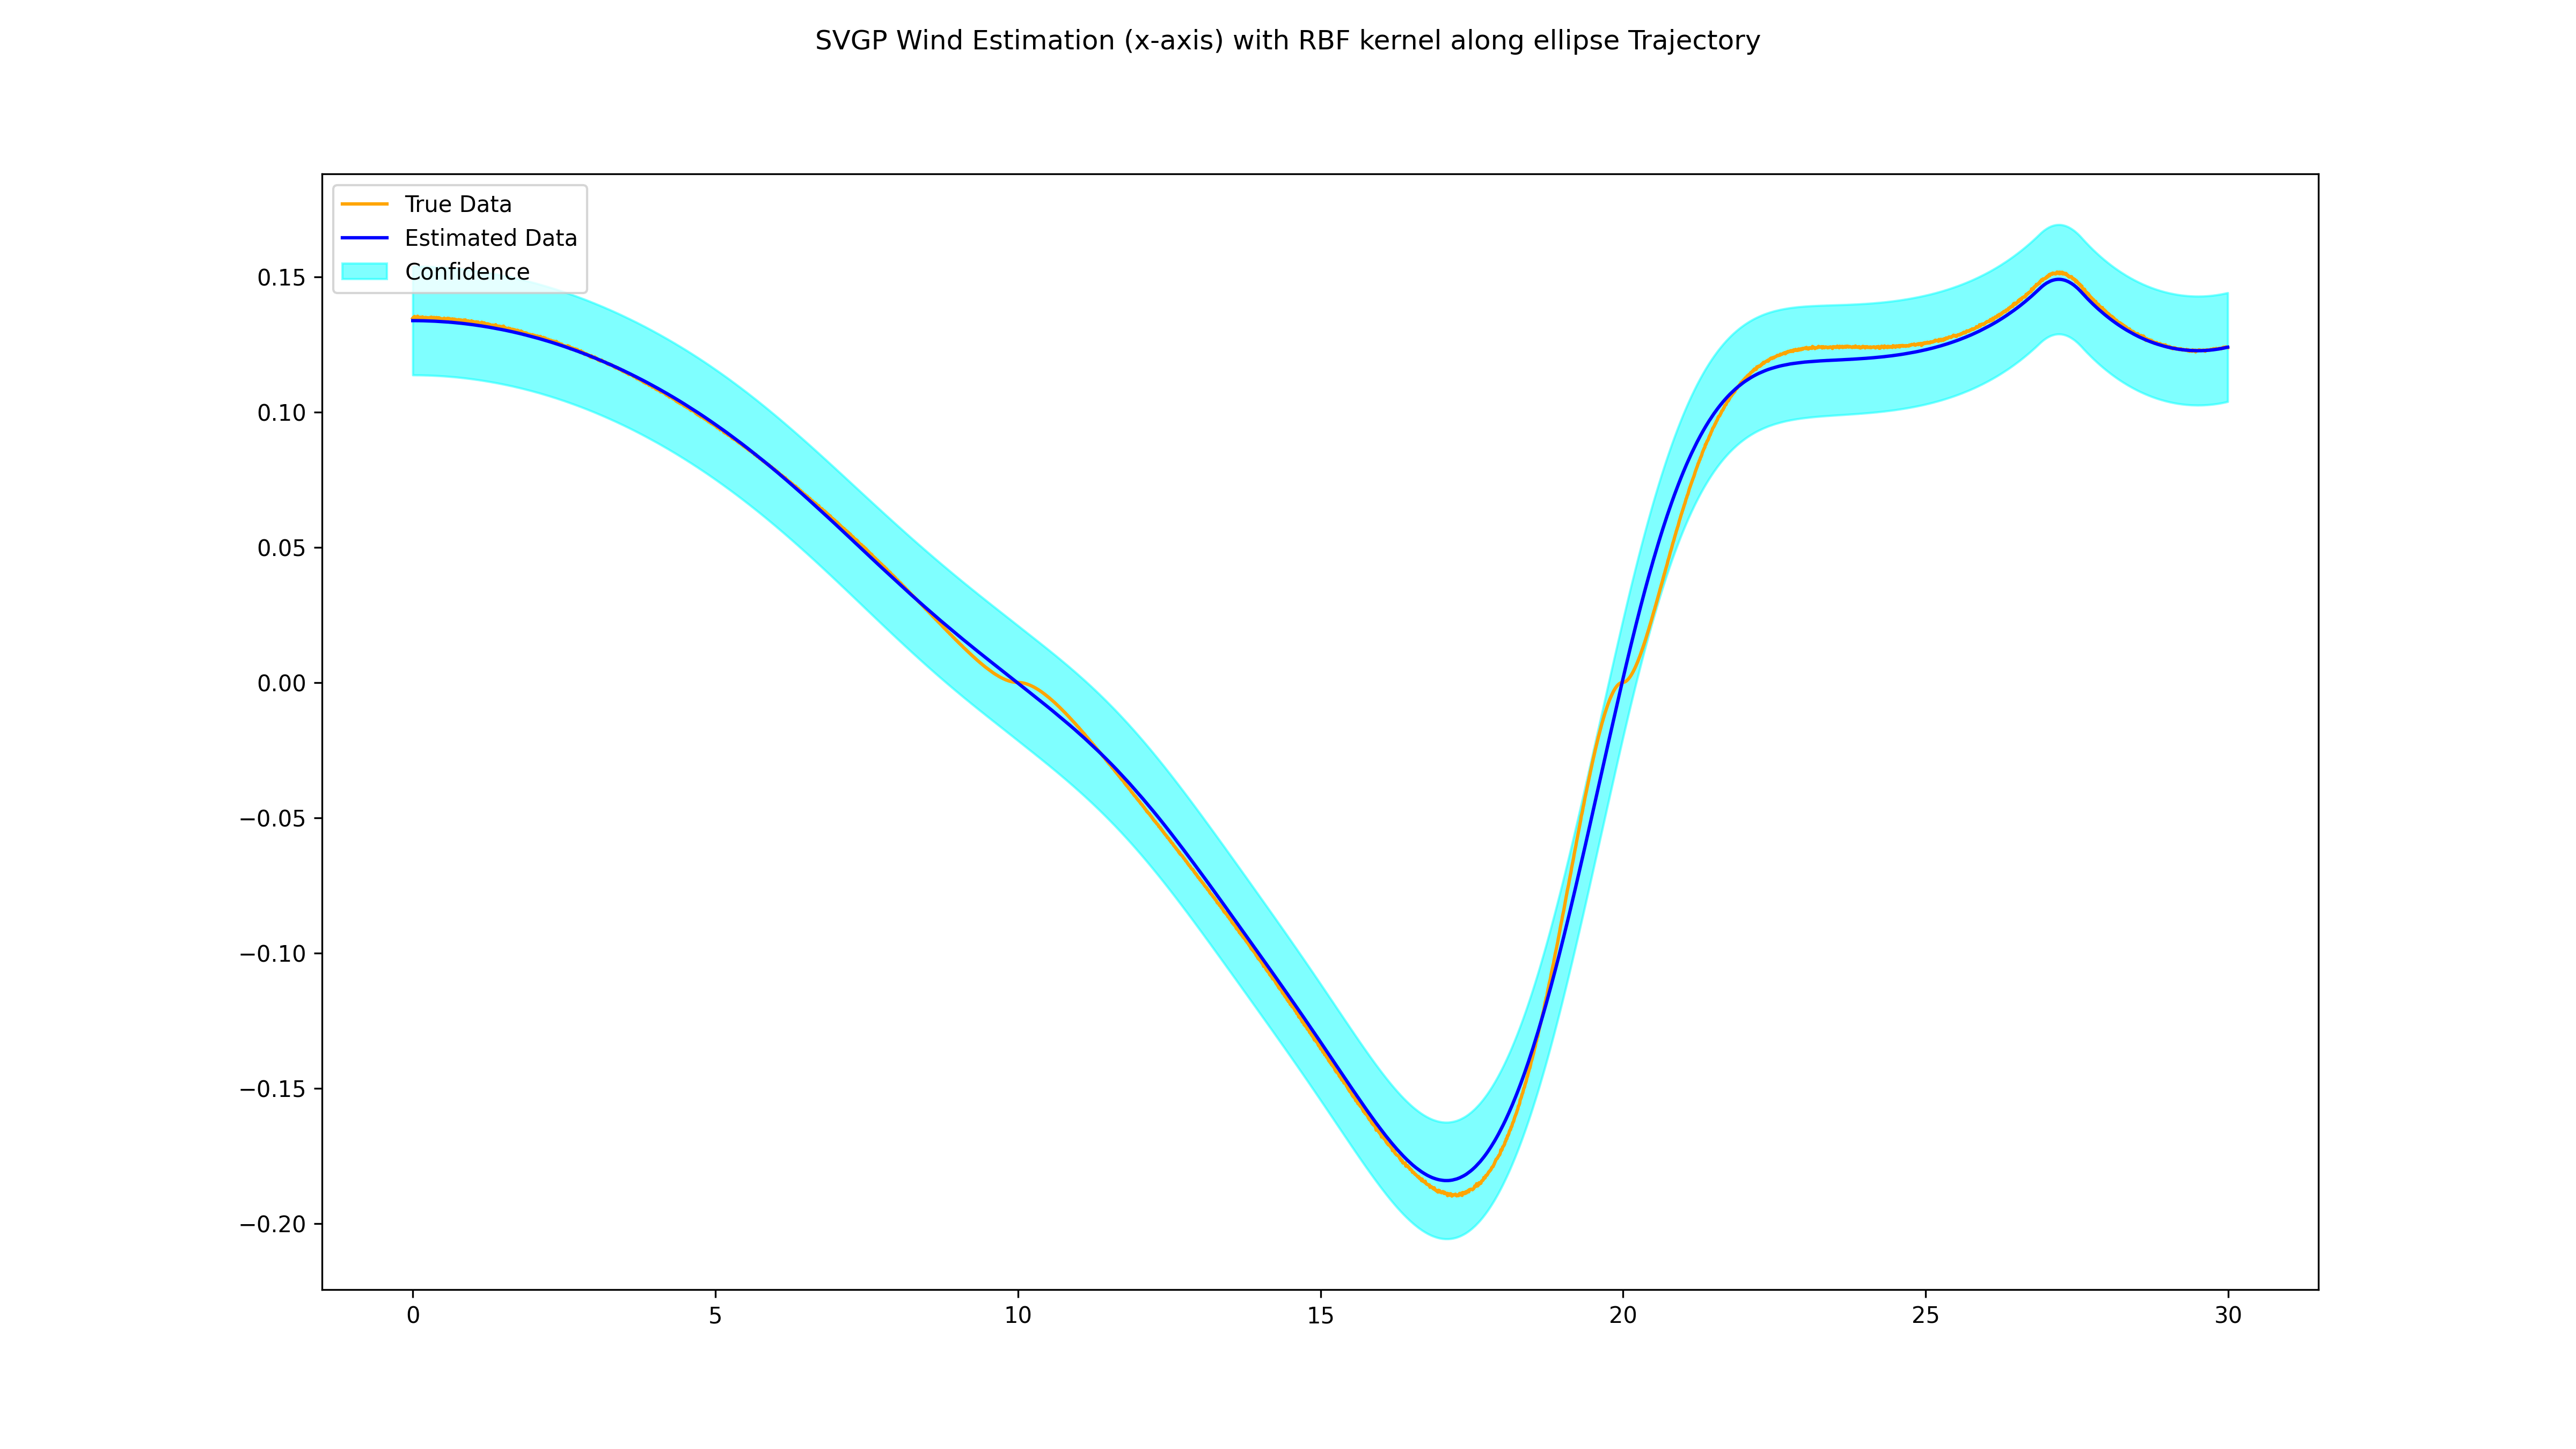 SVGP Wind Estimation (x-axis) with RBF kernel along ellipse Trajectory
True Data
Estimated Data
Confidence
0.15
0.10
0.05
0.00
−0.05
−0.10
−0.15
−0.20
0 5 10 15 20 25 30